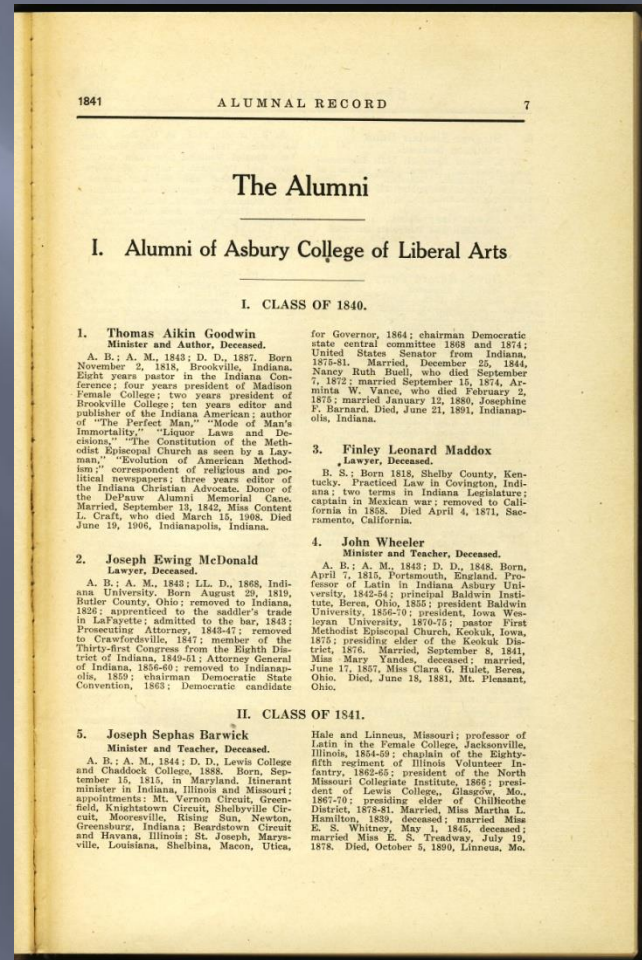 1841 ALUMNAL RECORD 7
The Alumni
I. Alumni of Asbury College of Liberal Arts
I. CLASS OF 1840.
1. Thomas Aikin Goodwin
Minister and Author, Deceased.
A. B.; A. M., 1843; D. D., 1887. Born
November 2, 1818, Brookville, Indiana.
Eight years pastor in the Indiana Con-
ference; four years president of Madison
Female College; two years president of
Brookville College; ten years editor and
publisher of the Indiana American; author
of "The Perfect Man," "Mode of Man's
Immortality," "Liquor Laws and De-
cisions," "The Constitution of the Meth-
odist Episcopal Church as seen by a Lay-
man," "Evolution of American Method-
ism;" correspondent of religious and po-
litical newspapers; three years editor of
the Indiana Christian Advocate. Donor of
the DePauw Alumni Memorial Cane.
Married, September 13, 1842, Miss Content
L. Craft, who died March 15, 1908. Died
June 19, 1906, Indianapolis, Indiana.
2. Joseph Ewing McDonald
Lawyer, Deceased.
A. B.; A. M., 1843; LL. D., 1868, Indi-
ana University. Born August 29, 1819,
Butler County, Ohio; removed to Indiana,
1826; apprenticed to the saddler's trade
in LaFayette; admitted to the bar, 1843;
Prosecuting Attorney, 1843-47; removed
to Crawfordsville, 1847; member of the
Thirty-first Congress from the Eighth Dis-
trict of Indiana, 1849-51; Attorney General
of Indiana, 1856-60; removed to Indianap-
olis, 1859; chairman Democratic State
Convention, 1863; Democratic candidate
for Governor, 1864; chairman Democratic
state central committee 1868 and 1874;
United States Senator from Indiana,
1875-81. Married, December 25, 1844,
Nancy Ruth Buell, who died September
7, 1872; married September 15, 1874, Ar-
minta W. Vance, who died February 2,
1875; married January 12, 1880, Josephine
F. Barnard. Died, June 21, 1891, Indianap-
olis, Indiana.
3. Finley Leonard Maddox
Lawyer, Deceased.
B. S.; Born 1818, Shelby County, Ken-
tucky. Practiced Law in Covington, Indi-
ana; two terms in Indiana Legislature;
captain in Mexican war; removed to Cali-
fornia in 1858. Died April 4, 1871, Sac-
ramento, California.
4. John Wheeler
Minister and Teacher, Deceased.
A. B.; A. M., 1843; D. D., 1848. Born,
April 7, 1815, Portsmouth, England. Pro-
fessor of Latin in Indiana Asbury Uni-
versity, 1842-54; principal Baldwin Insti-
tute, Berea, Ohio, 1855; president Baldwin
University, 1856-70; president, Iowa Wes-
leyan University, 1870-75; pastor First
Methodist Episcopal Church, Keokuk, Iowa,
1875; presiding elder of the Keokuk Dis-
trict, 1876. Married, September 8, 1841,
Miss Mary Yandes, deceased; married,
June 17, 1857, Miss Clara G. Hulet, Berea,
Ohio. Died, June 18, 1881, Mt. Pleasant,
Ohio.
II. CLASS OF 1841.
5. Joseph Sephas Barwick
Minister and Teacher, Deceased.
A. B.; A. M., 1844; D. D., Lewis College
and Chaddock College, 1888. Born, Sep-
tember 15, 1815, in Maryland. Itinerant
minister in Indiana, Illinois and Missouri;
appointments: Mt. Vernon Circuit, Green-
field, Knightstown Circuit, Shelbyville Cir-
cuit, Mooresville, Rising Sun, Newton,
Greensburg, Indiana; Beardstown Circuit
and Havana, Illinois; St. Joseph, Marys-
ville, Louisiana, Shelbina, Macon, Utica,
Hale and Linneus, Missouri; professor of
Latin in the Female College, Jacksonville,
Illinois, 1854-59; chaplain of the Eighty-
fifth regiment of Illinois Volunteer In-
fantry, 1862-65; president of the North
Missouri Collegiate Institute, 1866; presi-
dent of Lewis College,, Glasgow, Mo.,
1867-70; presiding elder of Chillicothe
District, 1878-81. Married, Miss Martha L.
Hamilton, 1839, deceased; married Miss
E. S. Whitney, May 1, 1845, deceased;
married Miss E. S. Treadway, July 19,
1878. Died, October 5, 1890, Linneus, Mo.